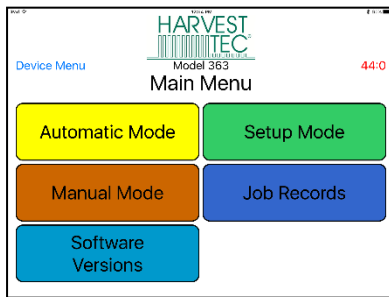 HARVEST
TEC
Device Menu
Model 363
44:0
Main Menu
Automatic Mode
Setup Mode
Manual Mode
Job Records
Software
Versions